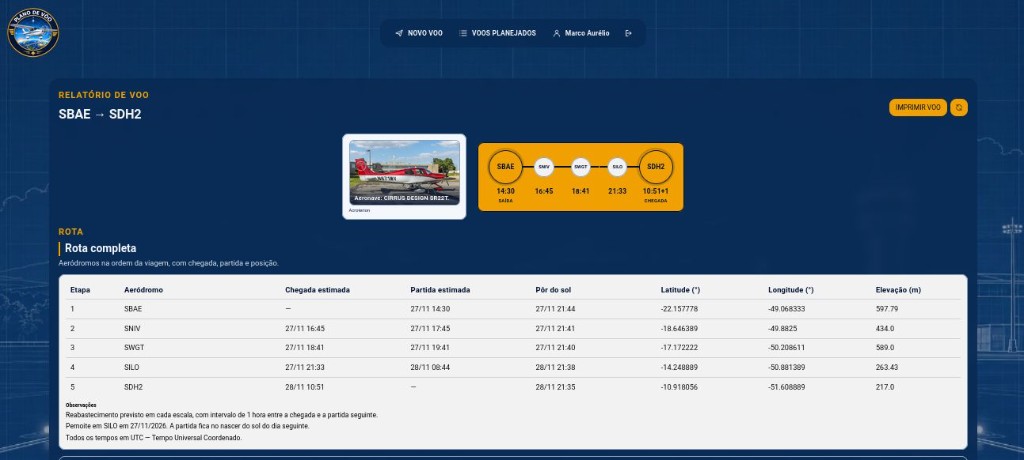 PLANO DE VOO
NOVO VOO
VOOS PLANEJADOS
Marco Aurélio
RELATÓRIO DE VOO
SBAE → SDH2
IMPRIMIR VOO
Aeronave: CIRRUS DESIGN SR22T.
SBAE SNIV SWGT SILO SDH2
14:30 16:45 18:41 21:33 10:51+1
SAÍDA CHEGADA
ROTA
Rota completa
Aeródromos na ordem da viagem, com chegada, partida e posição.
Etapa Aeródromo Chegada estimada Partida estimada Pôr do sol Latitude (°) Longitude (°) Elevação (m)
1 SBAE — 27/11 14:30 27/11 21:44 -22.157778 -49.068333 597.79
2 SNIV 27/11 16:45 27/11 17:45 27/11 21:41 -18.646389 -49.8825 434.0
3 SWGT 27/11 18:41 27/11 19:41 27/11 21:40 -17.172222 -50.208611 589.0
4 SILO 27/11 21:33 28/11 08:44 27/11 21:38 -14.248889 -50.881389 263.43
5 SDH2 28/11 10:51 — 28/11 21:35 -10.918056 -51.608889 217.0
Observações
Reabastecimento previsto em cada escala, com intervalo de 1 hora entre a chegada e a partida seguinte.
Pernoite em SILO em 27/11/2026. A partida fica no nascer do sol do dia seguinte.
Todos os tempos em UTC — Tempo Universal Coordenado.